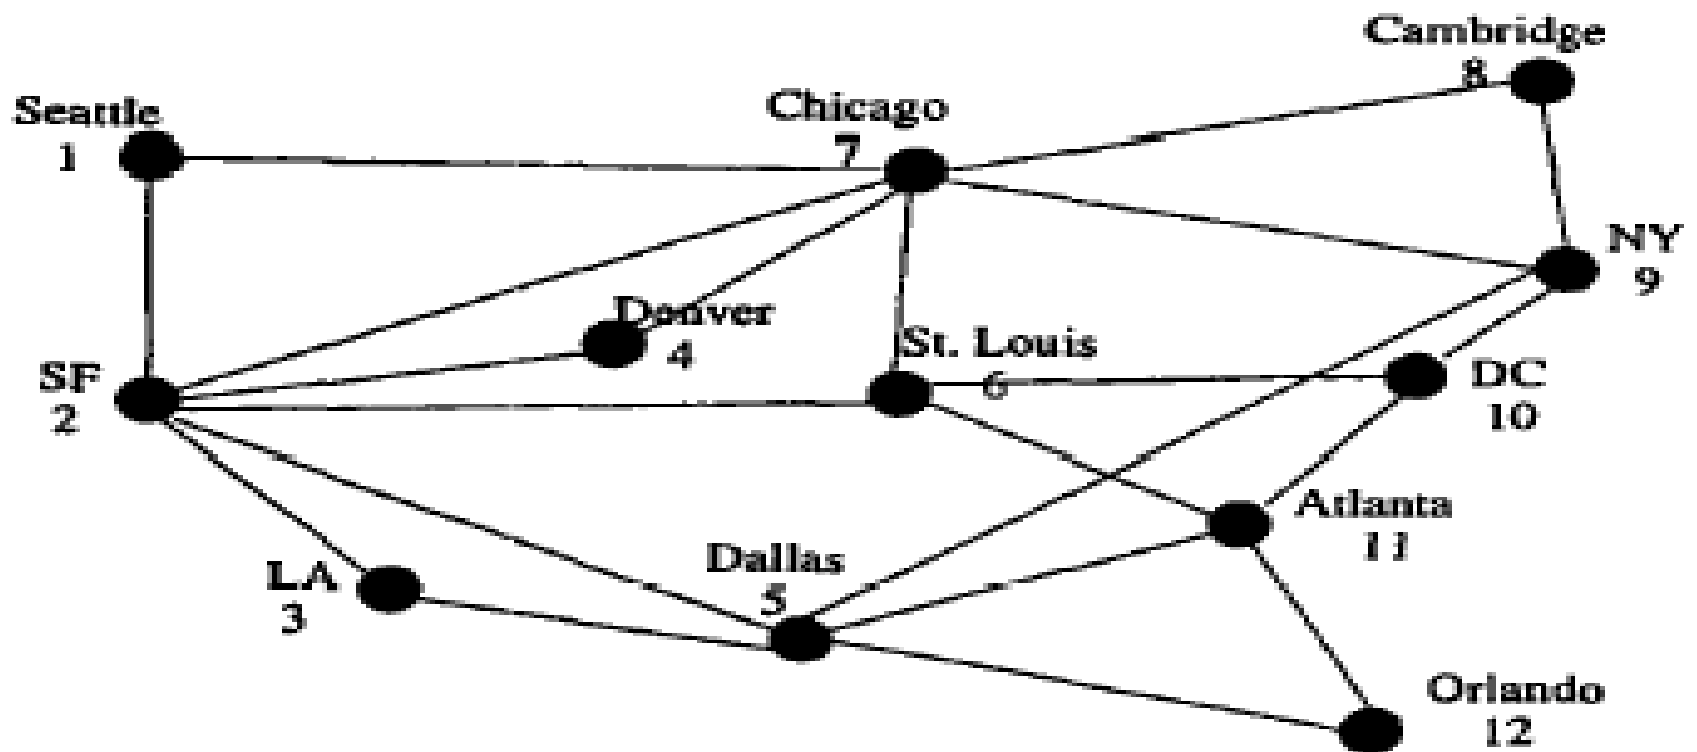 Cambridge
8
Seattle
1
Chicago
7
NY
9
Denver
4
St. Louis
6
SF
2
DC
10
Atlanta
11
Dallas
5
LA
3
Orlando
12